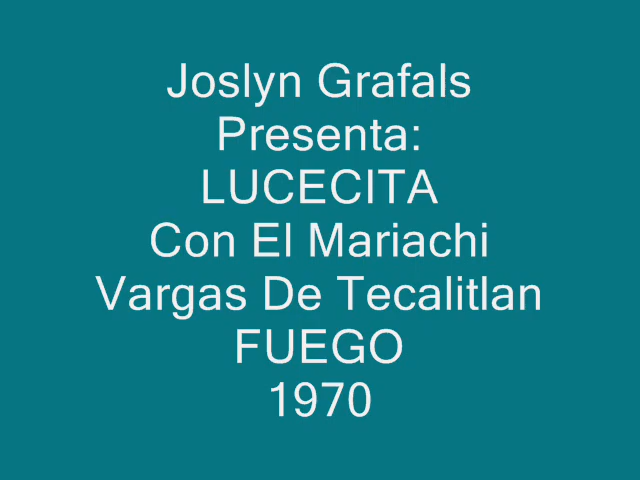 Joslyn Grafals
Presenta:
LUCECITA
Con El Mariachi
Vargas De Tecalitlan
FUEGO
1970